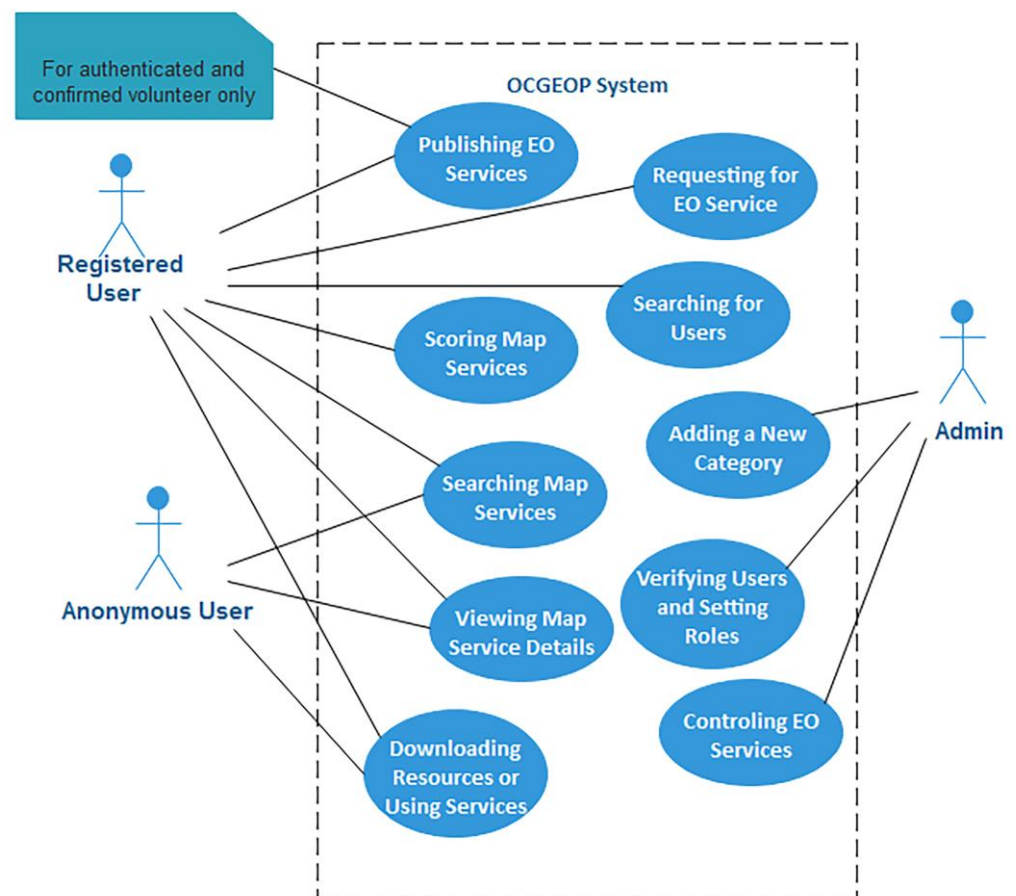 For authenticated and
confirmed volunteer only
OCGEOP System
Publishing EO
Services
Requesting for
EO Service
Registered
User
Searching for
Users
Scoring Map
Services
Adding a New
Category
Admin
Searching Map
Services
Anonymous User
Verifying Users
and Setting
Roles
Viewing Map
Service Details
Controling EO
Services
Downloading
Resources or
Using Services